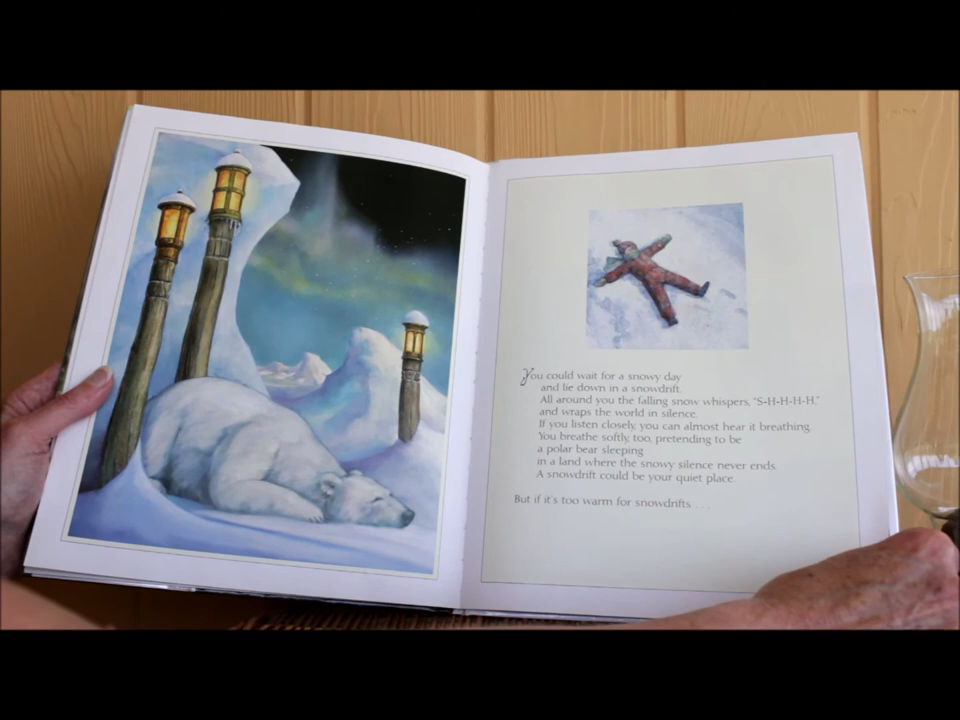 You could wait for a snowy day
and lie down in a snowdrift.
All around you the falling snow whispers, "S-H-H-H-H,"
and wraps the world in silence.
If you listen closely, you can almost hear it breathing.
You breathe softly, too, pretending to be
a polar bear sleeping
in a land where the snowy silence never ends.
A snowdrift could be your quiet place.
But if it's too warm for snowdrifts . . .